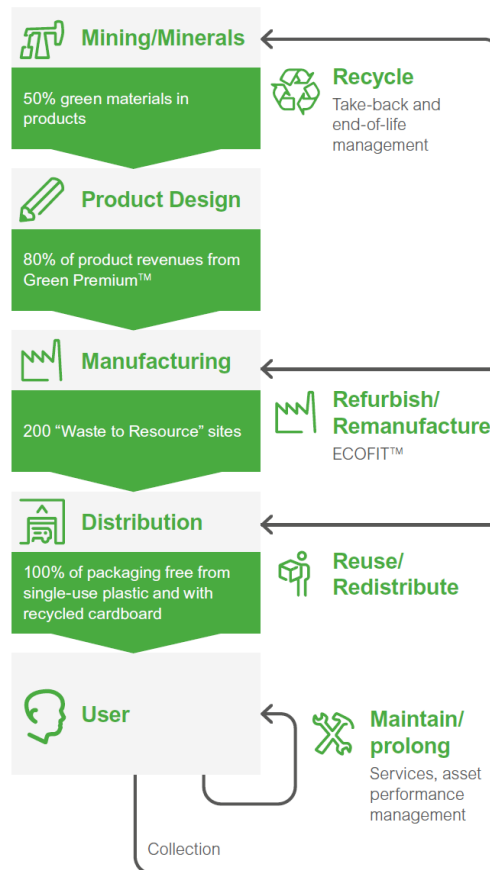 Mining/Minerals
50% green materials in
products
Recycle
Take-back and
end-of-life
management
Product Design
80% of product revenues from
Green Premium™
Manufacturing
200 “Waste to Resource” sites
Refurbish/
Remanufacture
ECOFIT™
Distribution
100% of packaging free from
single-use plastic and with
recycled cardboard
Reuse/
Redistribute
User
Maintain/
prolong
Services, asset
performance
management
Collection